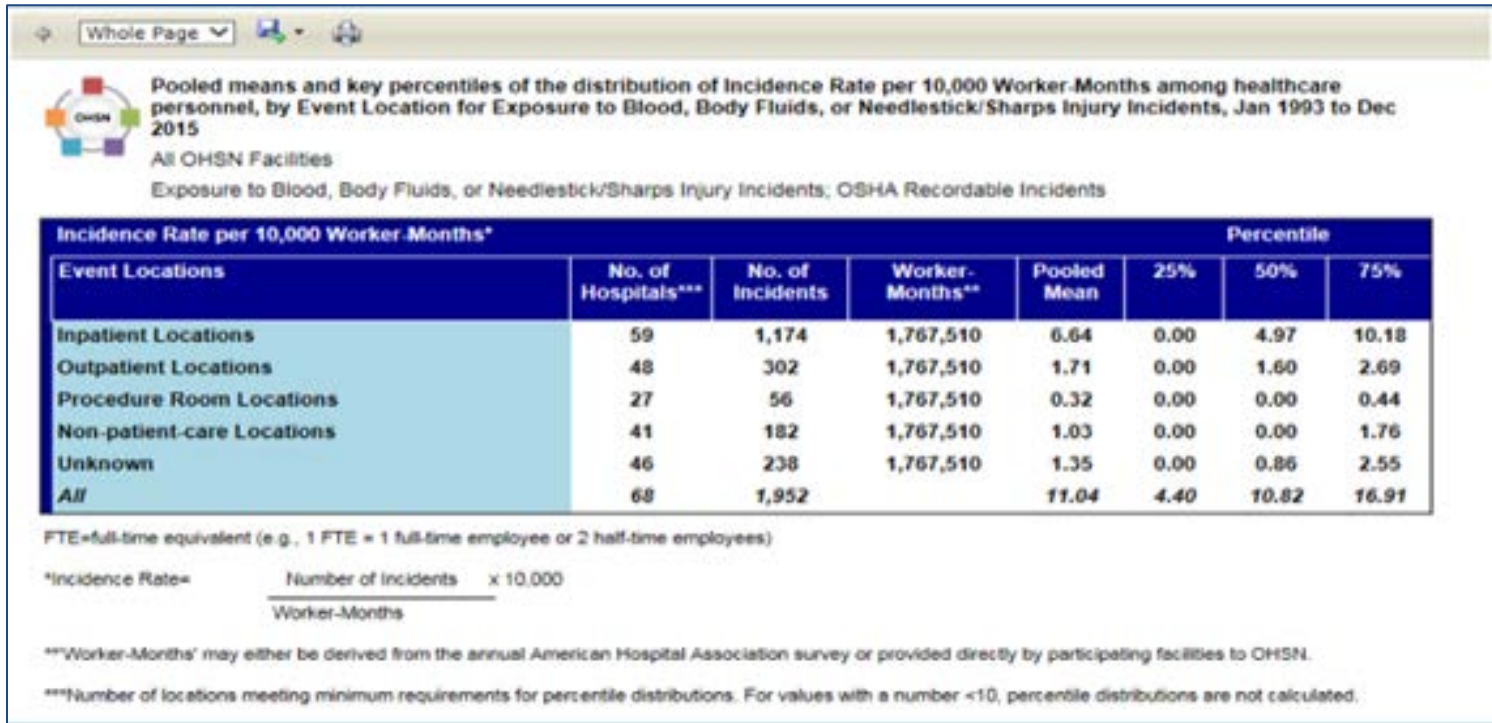 Whole Page
OHSN
Pooled means and key percentiles of the distribution of Incidence Rate per 10,000 Worker-Months among healthcare
personnel, by Event Location for Exposure to Blood, Body Fluids, or Needlestick/Sharps Injury Incidents, Jan 1993 to Dec
2015
All OHSN Facilities
Exposure to Blood, Body Fluids, or Needlestick/Sharps Injury Incidents; OSHA Recordable Incidents
Incidence Rate per 10,000 Worker-Months* Percentile
Event Locations No. of Hospitals*** No. of Incidents Worker-Months** Pooled Mean 25% 50% 75%
Inpatient Locations 59 1,174 1,767,510 6.64 0.00 4.97 10.18
Outpatient Locations 48 302 1,767,510 1.71 0.00 1.60 2.69
Procedure Room Locations 27 56 1,767,510 0.32 0.00 0.00 0.44
Non-patient-care Locations 41 182 1,767,510 1.03 0.00 0.00 1.76
Unknown 46 238 1,767,510 1.35 0.00 0.86 2.55
All 68 1,952 11.04 4.40 10.82 16.91
FTE=full-time equivalent (e.g., 1 FTE = 1 full-time employee or 2 half-time employees)
*Incidence Rate= Number of Incidents x 10,000
Worker-Months
**'Worker-Months' may either be derived from the annual American Hospital Association survey or provided directly by participating facilities to OHSN.
***Number of locations meeting minimum requirements for percentile distributions. For values with a number <10, percentile distributions are not calculated.